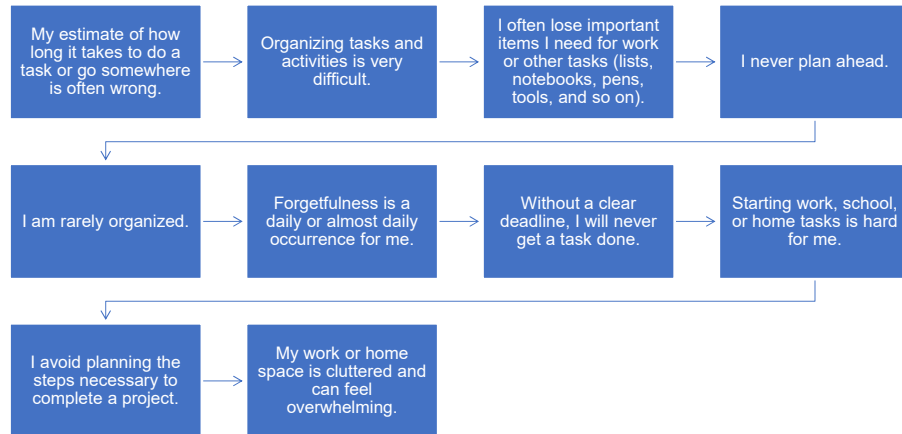 My estimate of how
long it takes to do a
task or go somewhere
is often wrong.
Organizing tasks and
activities is very
difficult.
I often lose important
items I need for work
or other tasks (lists,
notebooks, pens,
tools, and so on).
I never plan ahead.
I am rarely organized.
Forgetfulness is a
daily or almost daily
occurrence for me.
Without a clear
deadline, I will never
get a task done.
Starting work, school,
or home tasks is hard
for me.
I avoid planning the
steps necessary to
complete a project.
My work or home
space is cluttered and
can feel
overwhelming.